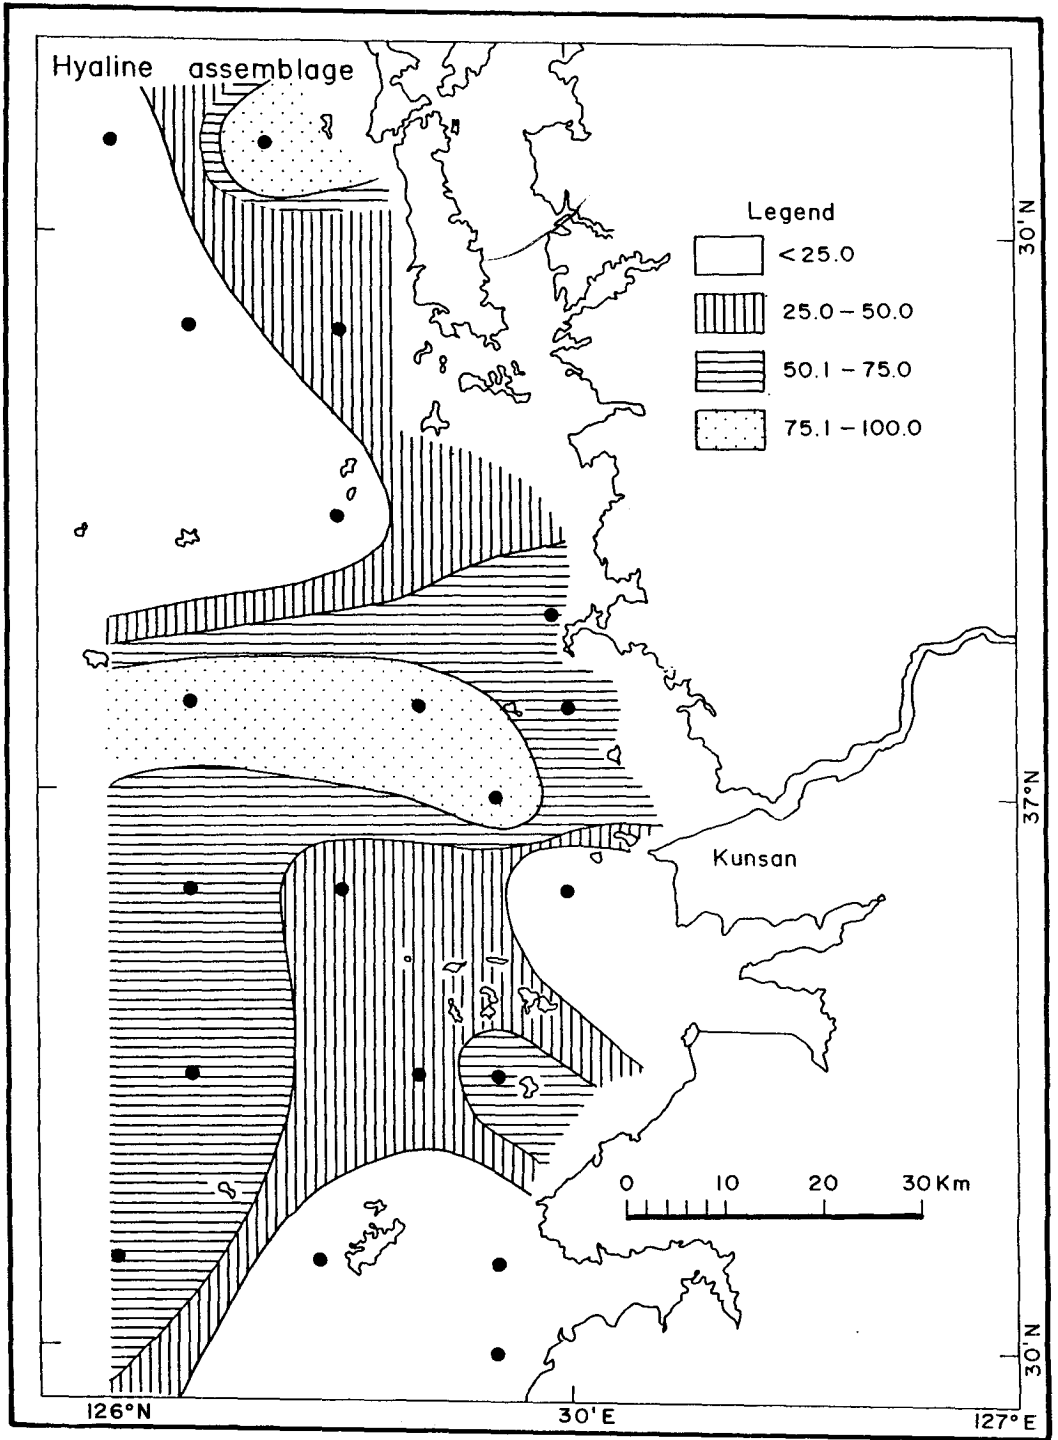 Hyaline assemblage
Legend
<25.0
25.0-50.0
50.1-75.0
75.1-100.0
30'N
37°N
Kunsan
0 10 20 30 Km
30'N
126°N 30'E 127°E